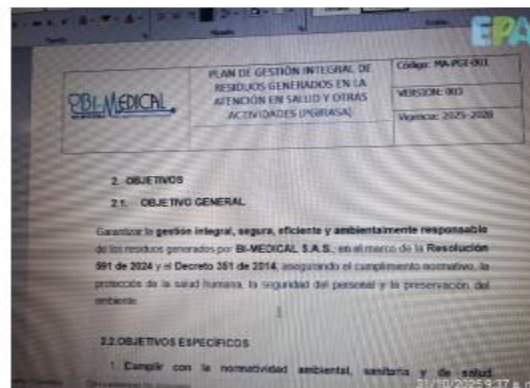 EPA
BI-MEDICAL
PLAN DE GESTIÓN INTEGRAL DE
RESIDUOS GENERADOS EN LA
ATENCIÓN EN SALUD Y OTRAS
ACTIVIDADES (PGIRASA)
Código: MA-PGI-001
VERSIÓN: 003
Vigencia: 2025-2028
2. OBJETIVOS
2.1. OBJETIVO GENERAL
Garantizar la gestión integral, segura, eficiente y ambientalmente responsable
de los residuos generados por BI-MEDICAL S.A.S., en el marco de la Resolución
591 de 2024 y el Decreto 351 de 2014, asegurando el cumplimiento normativo, la
protección de la salud humana, la seguridad del personal y la preservación del
ambiente.
2.2.OBJETIVOS ESPECÍFICOS
1. Cumplir con la normatividad ambiental, sanitaria y de salud
31/10/2025 9:37